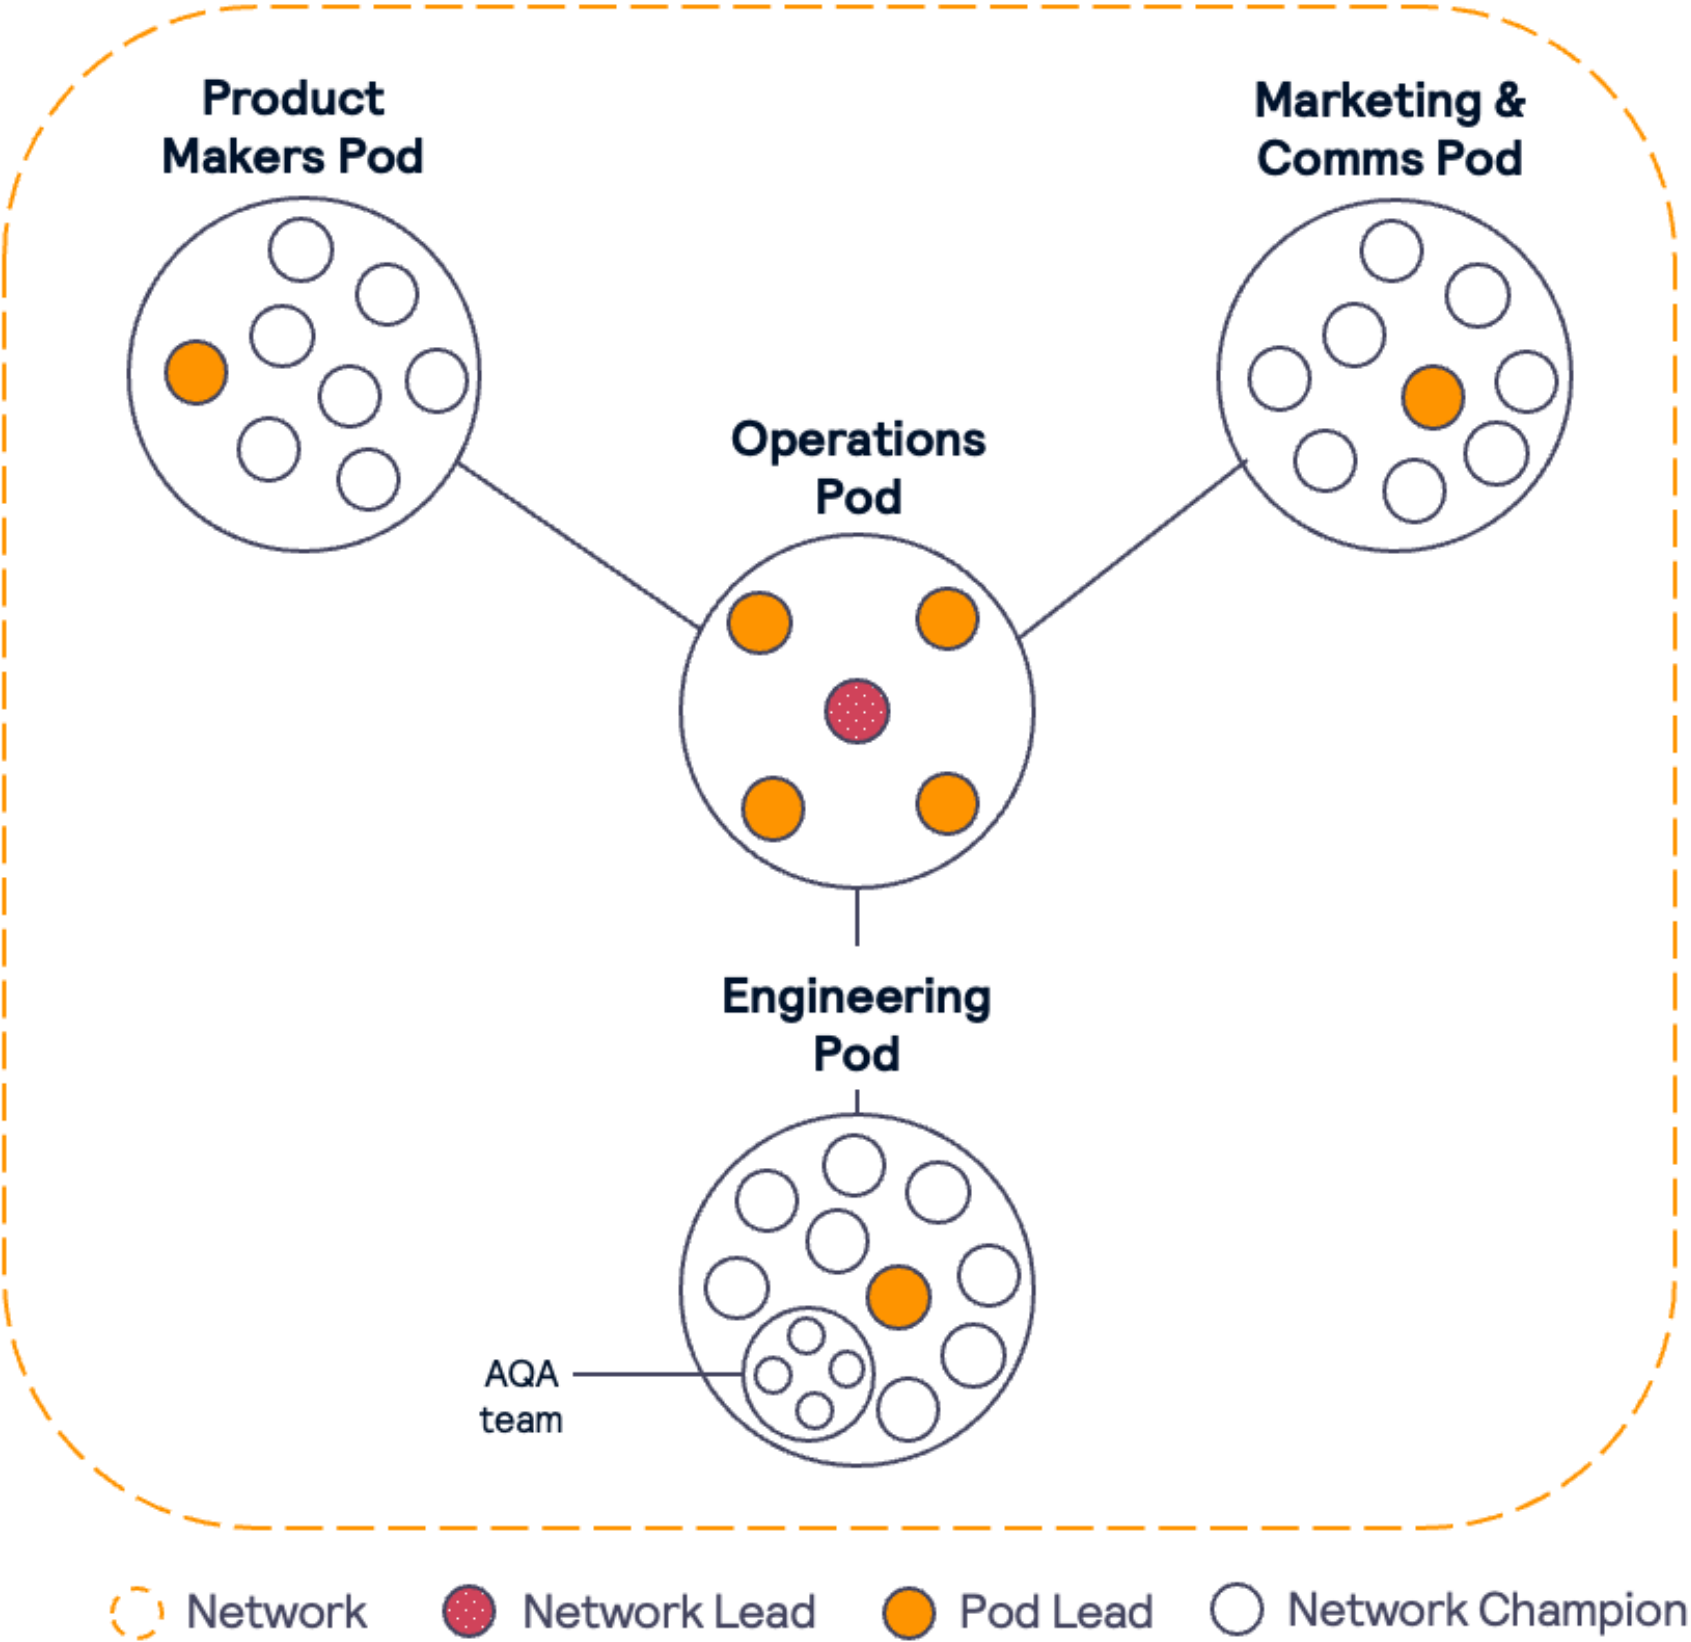 Product
Makers Pod
Marketing &
Comms Pod
Operations
Pod
Engineering
Pod
AQA
team
Network
Network Lead
Pod Lead
Network Champion